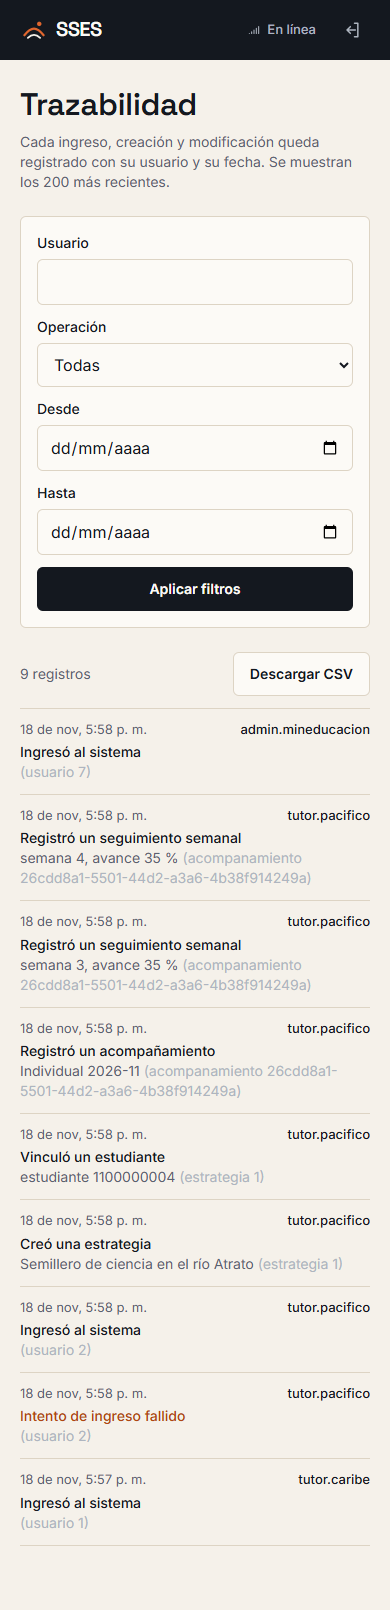 SSES
En línea
Trazabilidad
Cada ingreso, creación y modificación queda
registrado con su usuario y su fecha. Se muestran
los 200 más recientes.
Usuario
Operación
Todas
Desde
dd/mm/aaaa
Hasta
dd/mm/aaaa
Aplicar filtros
9 registros
Descargar CSV
18 de nov, 5:58 p. m. admin.mineducacion
Ingresó al sistema
(usuario 7)
18 de nov, 5:58 p. m. tutor.pacifico
Registró un seguimiento semanal
semana 4, avance 35 % (acompanamiento
26cdd8a1-5501-44d2-a3a6-4b38f914249a)
18 de nov, 5:58 p. m. tutor.pacifico
Registró un seguimiento semanal
semana 3, avance 35 % (acompanamiento
26cdd8a1-5501-44d2-a3a6-4b38f914249a)
18 de nov, 5:58 p. m. tutor.pacifico
Registró un acompañamiento
Individual 2026-11 (acompanamiento 26cdd8a1-
5501-44d2-a3a6-4b38f914249a)
18 de nov, 5:58 p. m. tutor.pacifico
Vinculó un estudiante
estudiante 1100000004 (estrategia 1)
18 de nov, 5:58 p. m. tutor.pacifico
Creó una estrategia
Semillero de ciencia en el río Atrato (estrategia 1)
18 de nov, 5:58 p. m. tutor.pacifico
Ingresó al sistema
(usuario 2)
18 de nov, 5:58 p. m. tutor.pacifico
Intento de ingreso fallido
(usuario 2)
18 de nov, 5:57 p. m. tutor.caribe
Ingresó al sistema
(usuario 1)